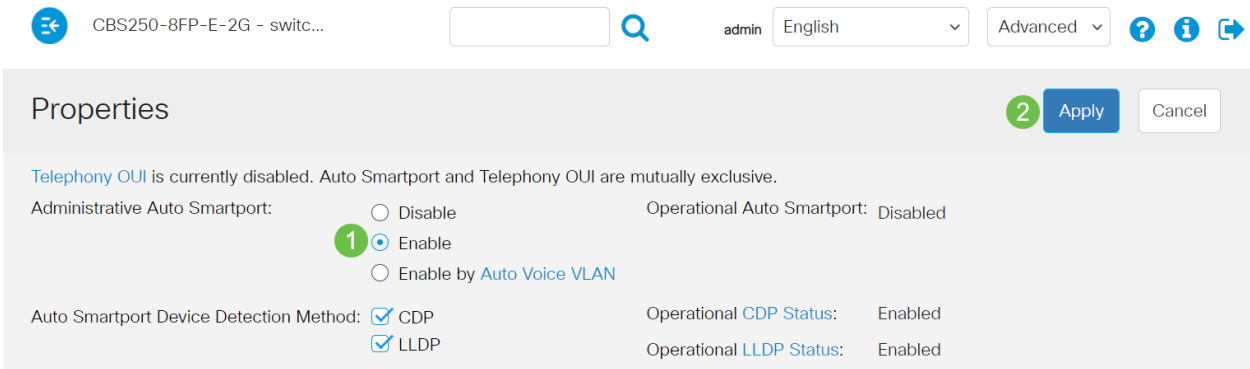 CBS250-8FP-E-2G - switc...
admin English Advanced
Properties
2 Apply Cancel
Telephony OUI is currently disabled. Auto Smartport and Telephony OUI are mutually exclusive.
Administrative Auto Smartport: Disable Operational Auto Smartport: Disabled
1 Enable
Enable by Auto Voice VLAN
Auto Smartport Device Detection Method: CDP Operational CDP Status: Enabled
LLDP Operational LLDP Status: Enabled